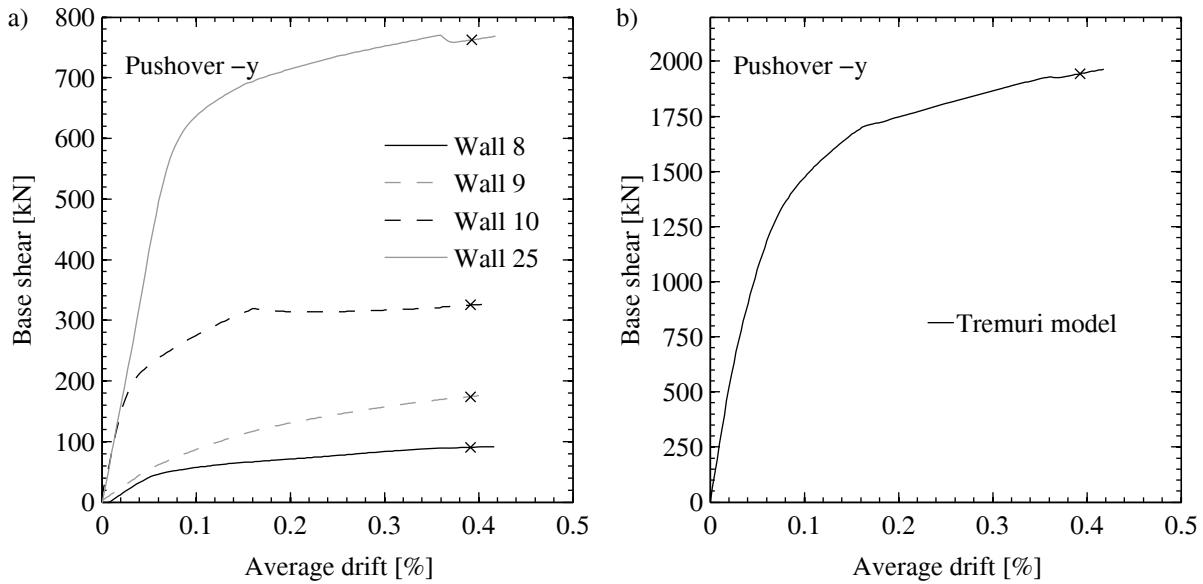 a)
Pushover −y
800
700
600
500
400
300
200
100
0
Base shear [kN]
Wall 8
Wall 9
Wall 10
Wall 25
0
0.1
0.2
0.3
0.4
0.5
Average drift [%]
b)
Pushover −y
2000
1750
1500
1250
1000
750
500
250
0
Base shear [kN]
Tremuri model
0
0.1
0.2
0.3
0.4
0.5
Average drift [%]